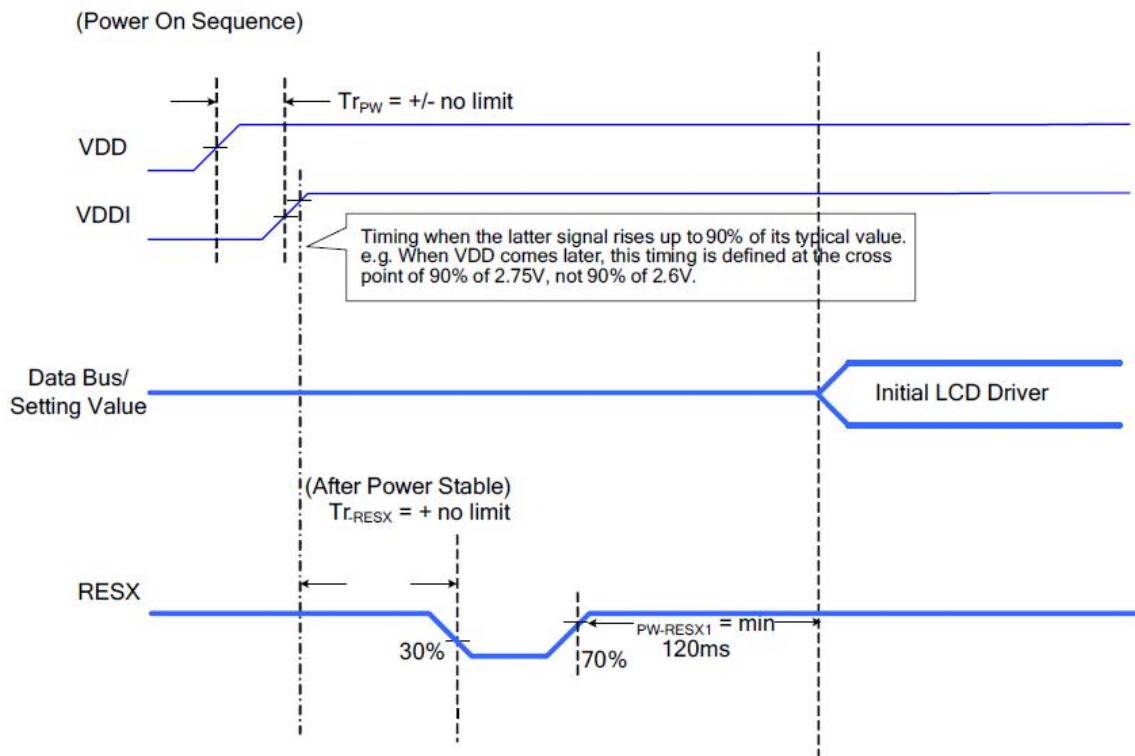 (Power On Sequence)
TrPW = +/- no limit
VDD
VDDI
Timing when the latter signal rises up to 90% of its typical value.
e.g. When VDD comes later, this timing is defined at the cross
point of 90% of 2.75V, not 90% of 2.6V.
Data Bus/
Setting Value
Initial LCD Driver
(After Power Stable)
Tr-RESX = + no limit
RESX
30%
70%
PW-RESX1 = min
120ms